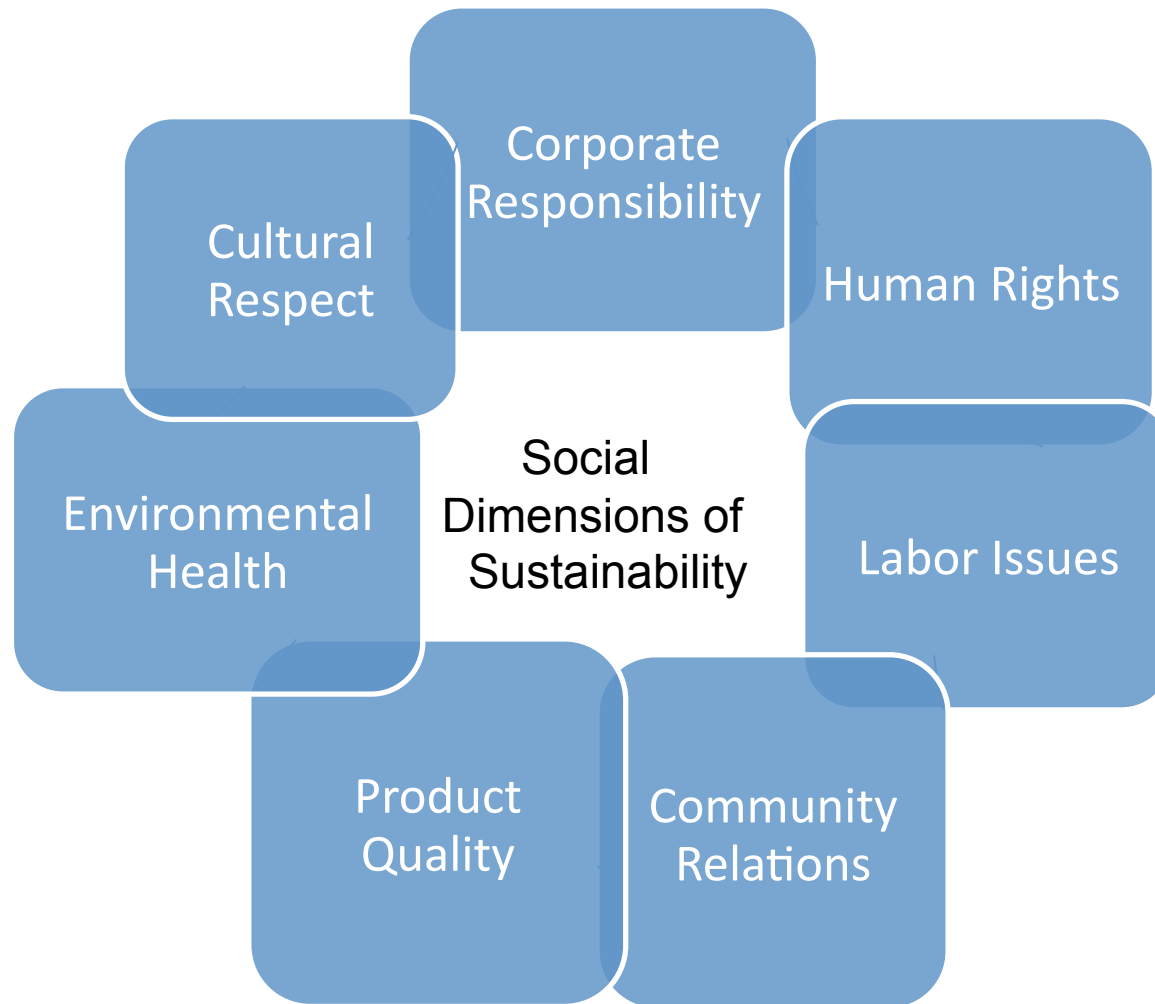 Corporate
Responsibility
Human Rights
Labor Issues
Community
Relations
Product
Quality
Environmental
Health
Cultural
Respect
Social
Dimensions of
Sustainability